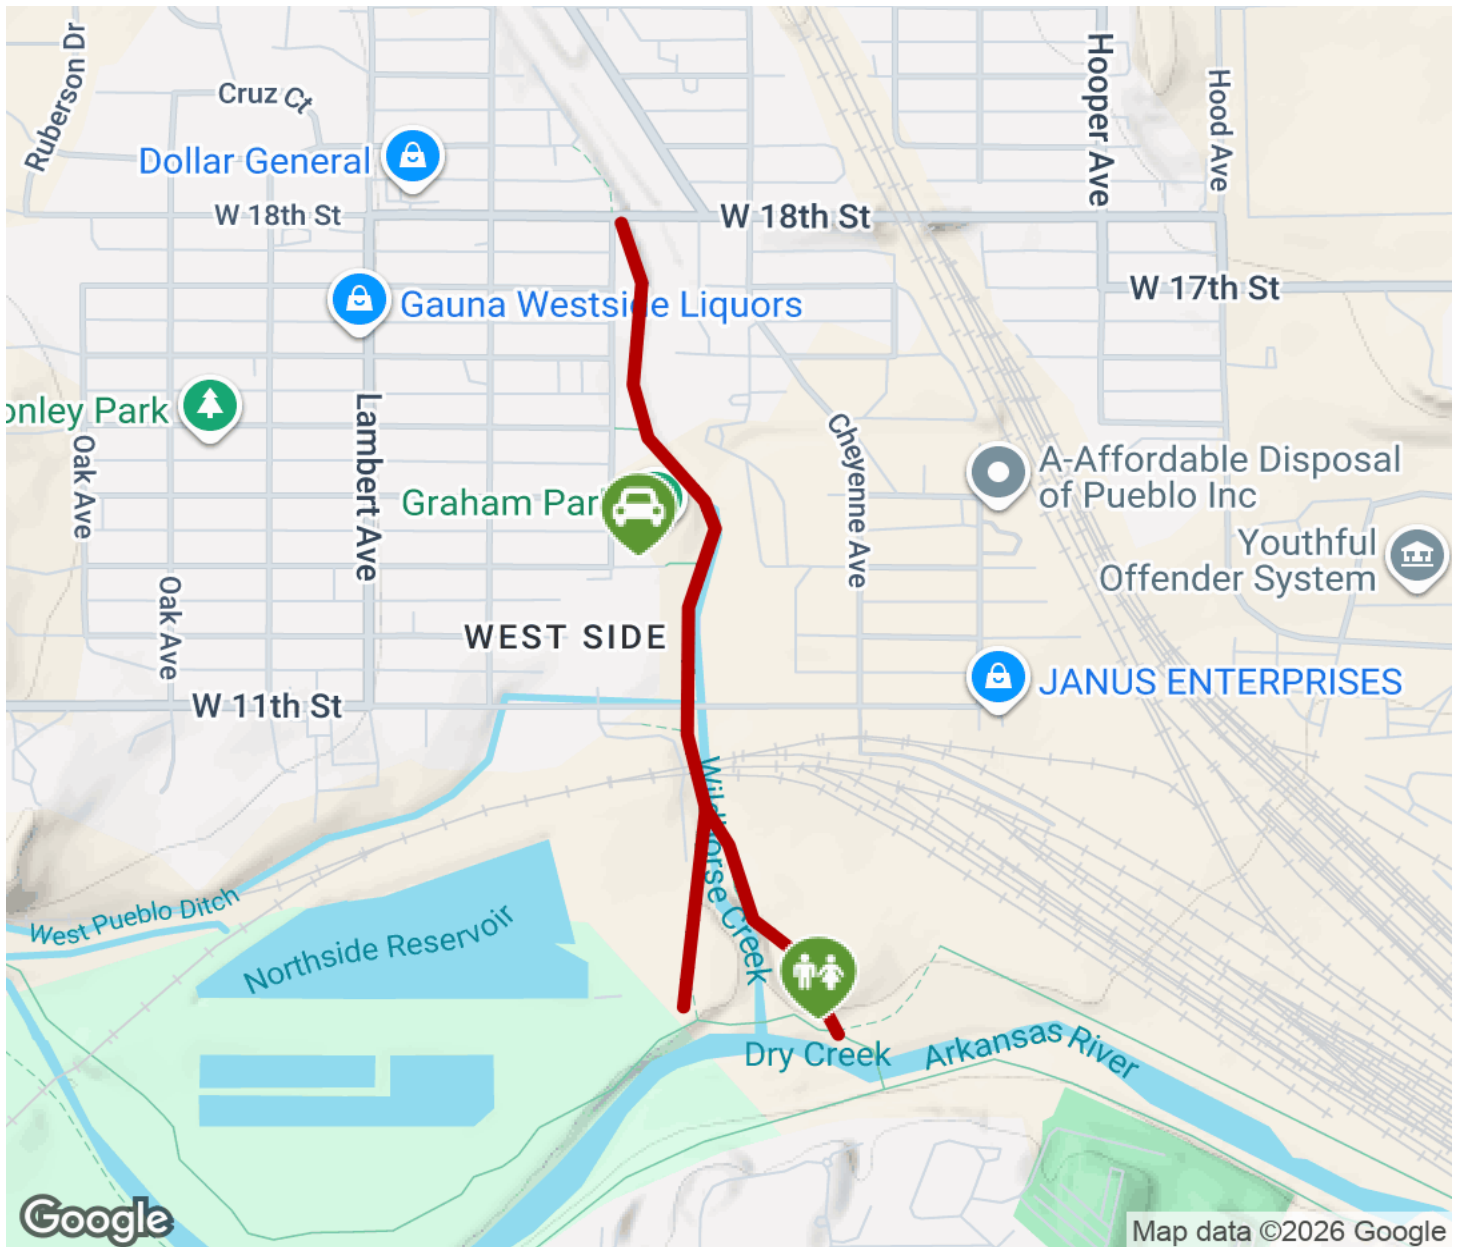 Ruberson Dr
Cruz Ct
Dollar General
W 18th St
W 18th St
Hooper Ave
Hood Ave
W 17th St
Gauna Westside Liquors
onley Park
Oak Ave
Lambert Ave
Cheyenne Ave
A-Affordable Disposal
of Pueblo Inc
Graham Par
Youthful
Offender System
Oak Ave
WEST SIDE
JANUS ENTERPRISES
W 11th St
Wildhorse Creek
West Pueblo Ditch
Northside Reservoir
Dry Creek
Arkansas River
Google
Map data ©2026 Google